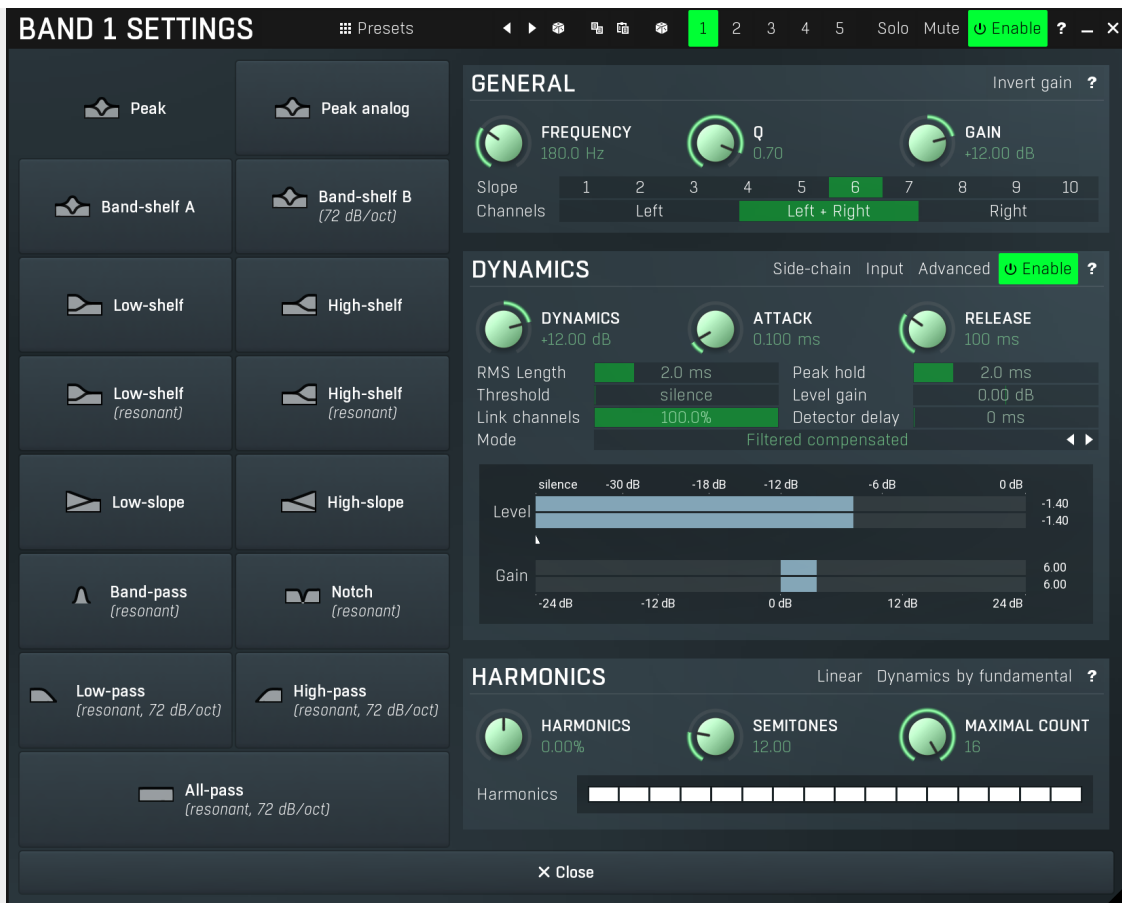 BAND 1 SETTINGS Presets 1 2 3 4 5 Solo Mute Enable ?
Peak
Peak analog
Band-shelf A
Band-shelf B
(72 dB/oct)
Low-shelf
High-shelf
Low-shelf
(resonant)
High-shelf
(resonant)
Low-slope
High-slope
Band-pass
(resonant)
Notch
(resonant)
Low-pass
(resonant, 72 dB/oct)
High-pass
(resonant, 72 dB/oct)
All-pass
(resonant, 72 dB/oct)
GENERAL Invert gain ?
FREQUENCY
180.0 Hz
Q
0.70
GAIN
+12.00 dB
Slope 1 2 3 4 5 6 7 8 9 10
Channels Left Left + Right Right
DYNAMICS Side-chain Input Advanced Enable ?
DYNAMICS
+12.00 dB
ATTACK
0.100 ms
RELEASE
100 ms
RMS Length 2.0 ms Peak hold 2.0 ms
Threshold silence Level gain 0.00 dB
Link channels 100.0% Detector delay 0 ms
Mode Filtered compensated
silence -30 dB -18 dB -12 dB -6 dB 0 dB
Level -1.40
-1.40
Gain 6.00
6.00
-24 dB -12 dB 0 dB 12 dB 24 dB
HARMONICS Linear Dynamics by fundamental ?
HARMONICS
0.00%
SEMITONES
12.00
MAXIMAL COUNT
16
Harmonics
Close